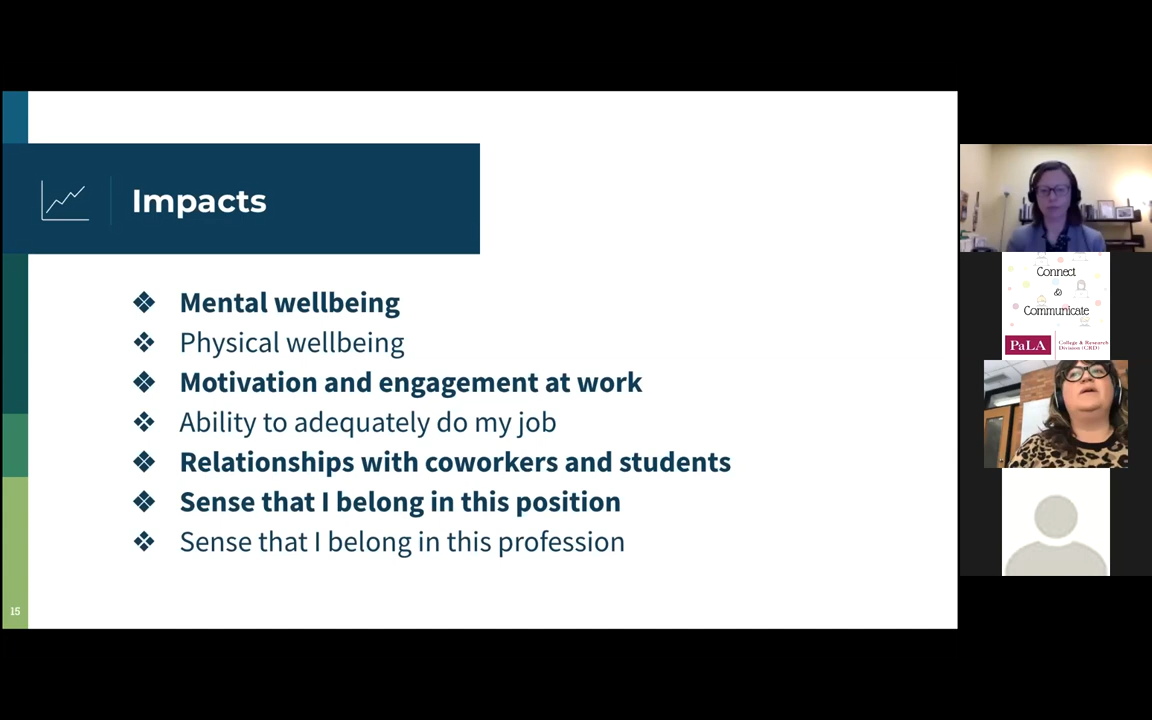 Impacts
❖ Mental wellbeing
❖ Physical wellbeing
❖ Motivation and engagement at work
❖ Ability to adequately do my job
❖ Relationships with coworkers and students
❖ Sense that I belong in this position
❖ Sense that I belong in this profession
15
Connect
&
Communicate
PaLA
College & Research
Division (CRD)